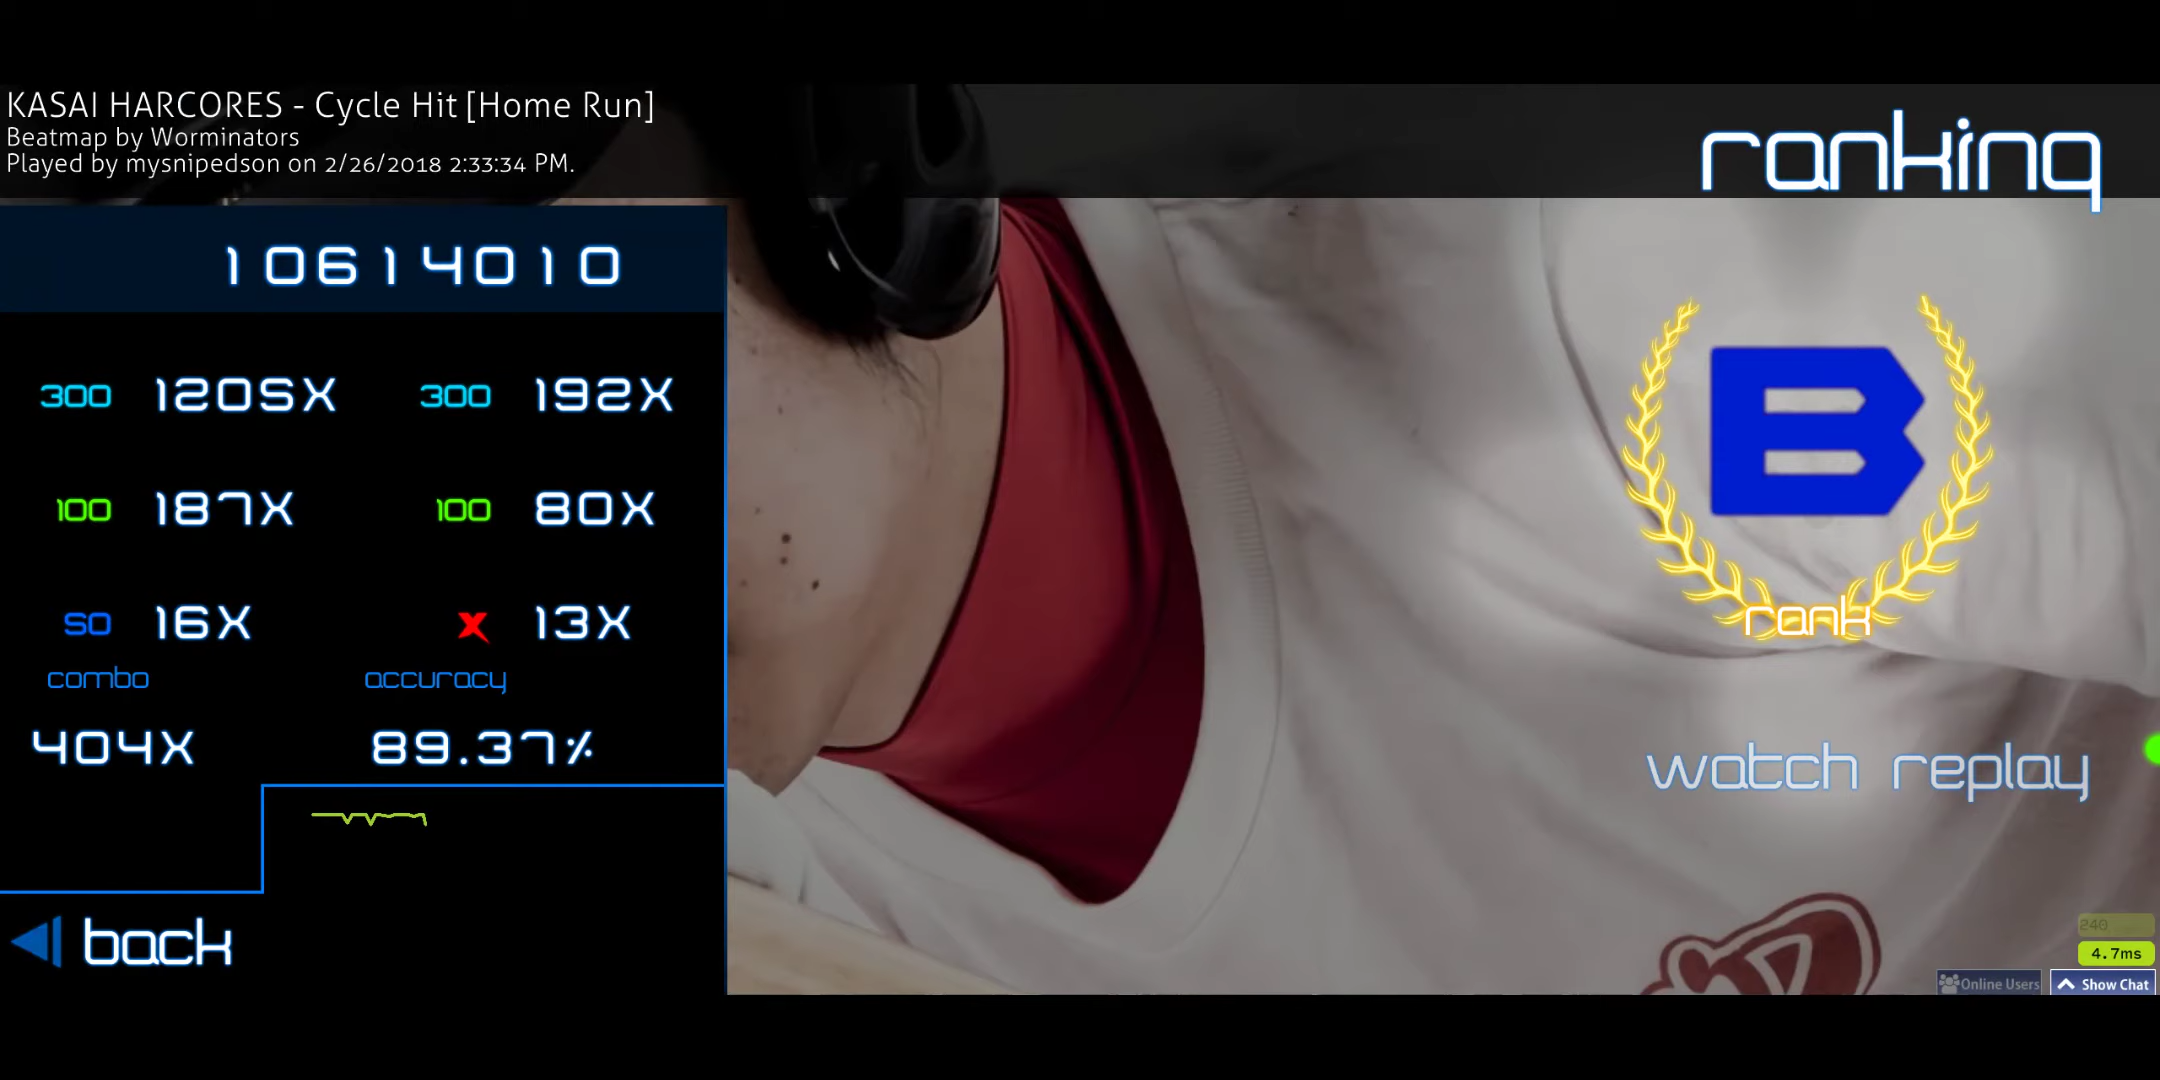 KASAI HARCORES - Cycle Hit [Home Run]
Beatmap by Worminators
Played by mysnipedson on 2/26/2018 2:33:34 PM.
ranking
10614010
300 1205X 300 192X
100 187X 100 80X
50 16X X 13X
combo accuracy
404X 89.37%
B
rank
watch replay
back
240
4.7ms
Online Users Show Chat